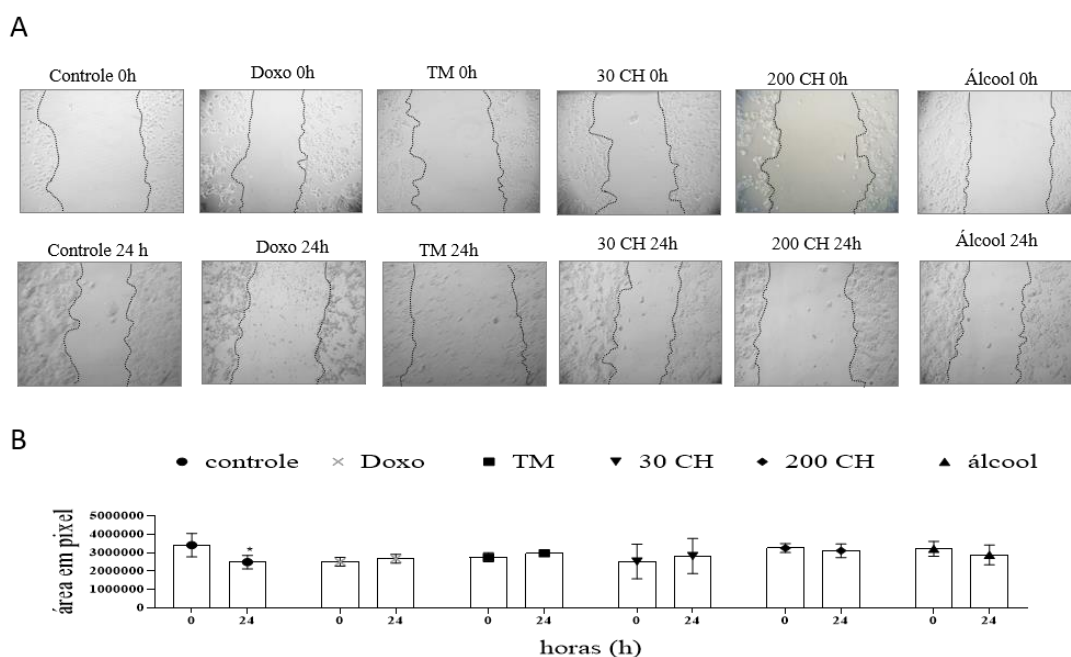 A
Controle 0h Doxo 0h TM 0h 30 CH 0h 200 CH 0h Álcool 0h
Controle 24 h Doxo 24h TM 24h 30 CH 24h 200 CH 24h Álcool 24h
B
controle Doxo TM 30 CH 200 CH álcool
área em pixel
5000000
4000000
3000000
2000000
1000000
0
*
0 24 0 24 0 24 0 24 0 24 0 24
horas (h)